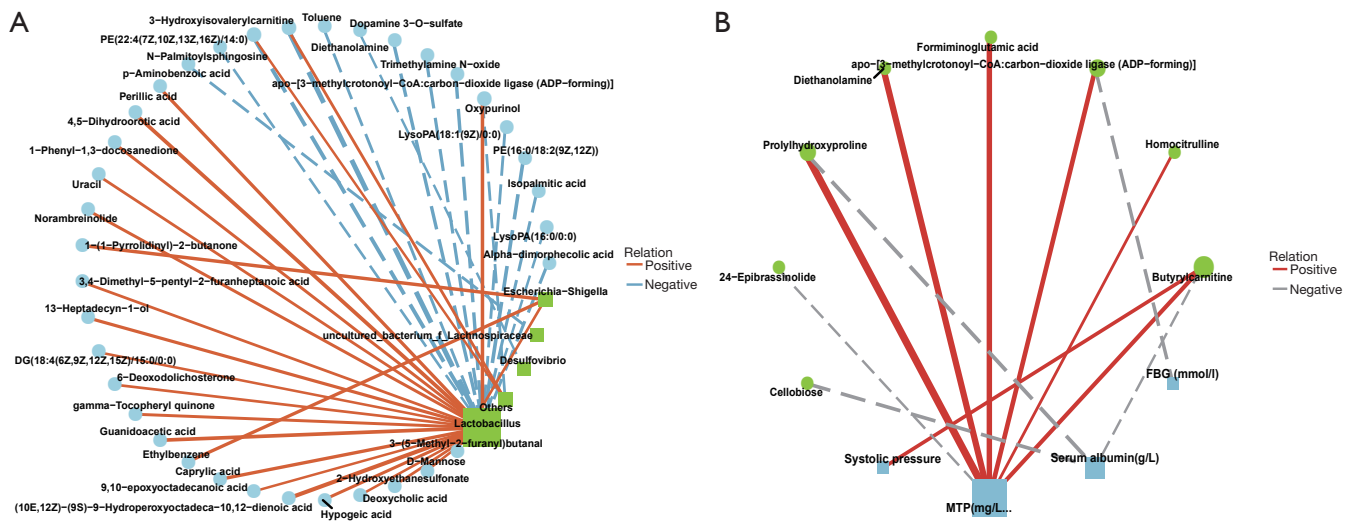 A
3−Hydroxyisovalerylcarnitine
Toluene
Dopamine 3−O−sulfate
PE(22:4(7Z,10Z,13Z,16Z)/14:0)
Diethanolamine
N−Palmitoylsphingosine
Trimethylamine N−oxide
p−Aminobenzoic acid
apo−[3−methylcrotonoyl−CoA:carbon−dioxide ligase (ADP−forming)]
Perillic acid
Oxypurinol
4,5−Dihydroorotic acid
LysoPA(18:1(9Z)/0:0)
1−Phenyl−1,3−docosanedione
PE(16:0/18:2(9Z,12Z))
Uracil
Isopalmitic acid
Norambreinolide
LysoPA(16:0/0:0)
1−(1−Pyrrolidinyl)−2−butanone
Alpha−dimorphecolic acid
3,4−Dimethyl−5−pentyl−2−furanheptanoic acid
Escherichia−Shigella
13−Heptadecyn−1−ol
uncultured_bacterium_f_Lachnospiraceae
DG(18:4(6Z,9Z,12Z,15Z)/15:0/0:0)
Desulfovibrio
6−Deoxodolichosterone
gamma−Tocopheryl quinone
Others
Lactobacillus
Guanidoacetic acid
3−(5−Methyl−2−furanyl)butanal
Ethylbenzene
D−Mannose
Caprylic acid
2−Hydroxyethanesulfonate
9,10−epoxyoctadecanoic acid
Deoxycholic acid
(10E,12Z)−(9S)−9−Hydroperoxyoctadeca−10,12−dienoic acid
Hypogeic acid
Relation
Positive
Negative
B
Formiminoglutamic acid
apo−[3−methylcrotonoyl−CoA:carbon−dioxide ligase (ADP−forming)]
Diethanolamine
Prolylhydroxyproline
Homocitrulline
24−Epibrassinolide
Butyrylcarnitine
Cellobiose
FBG (mmol/l)
Systolic pressure
Serum albumin(g/L)
MTP(mg/L...
Relation
Positive
Negative